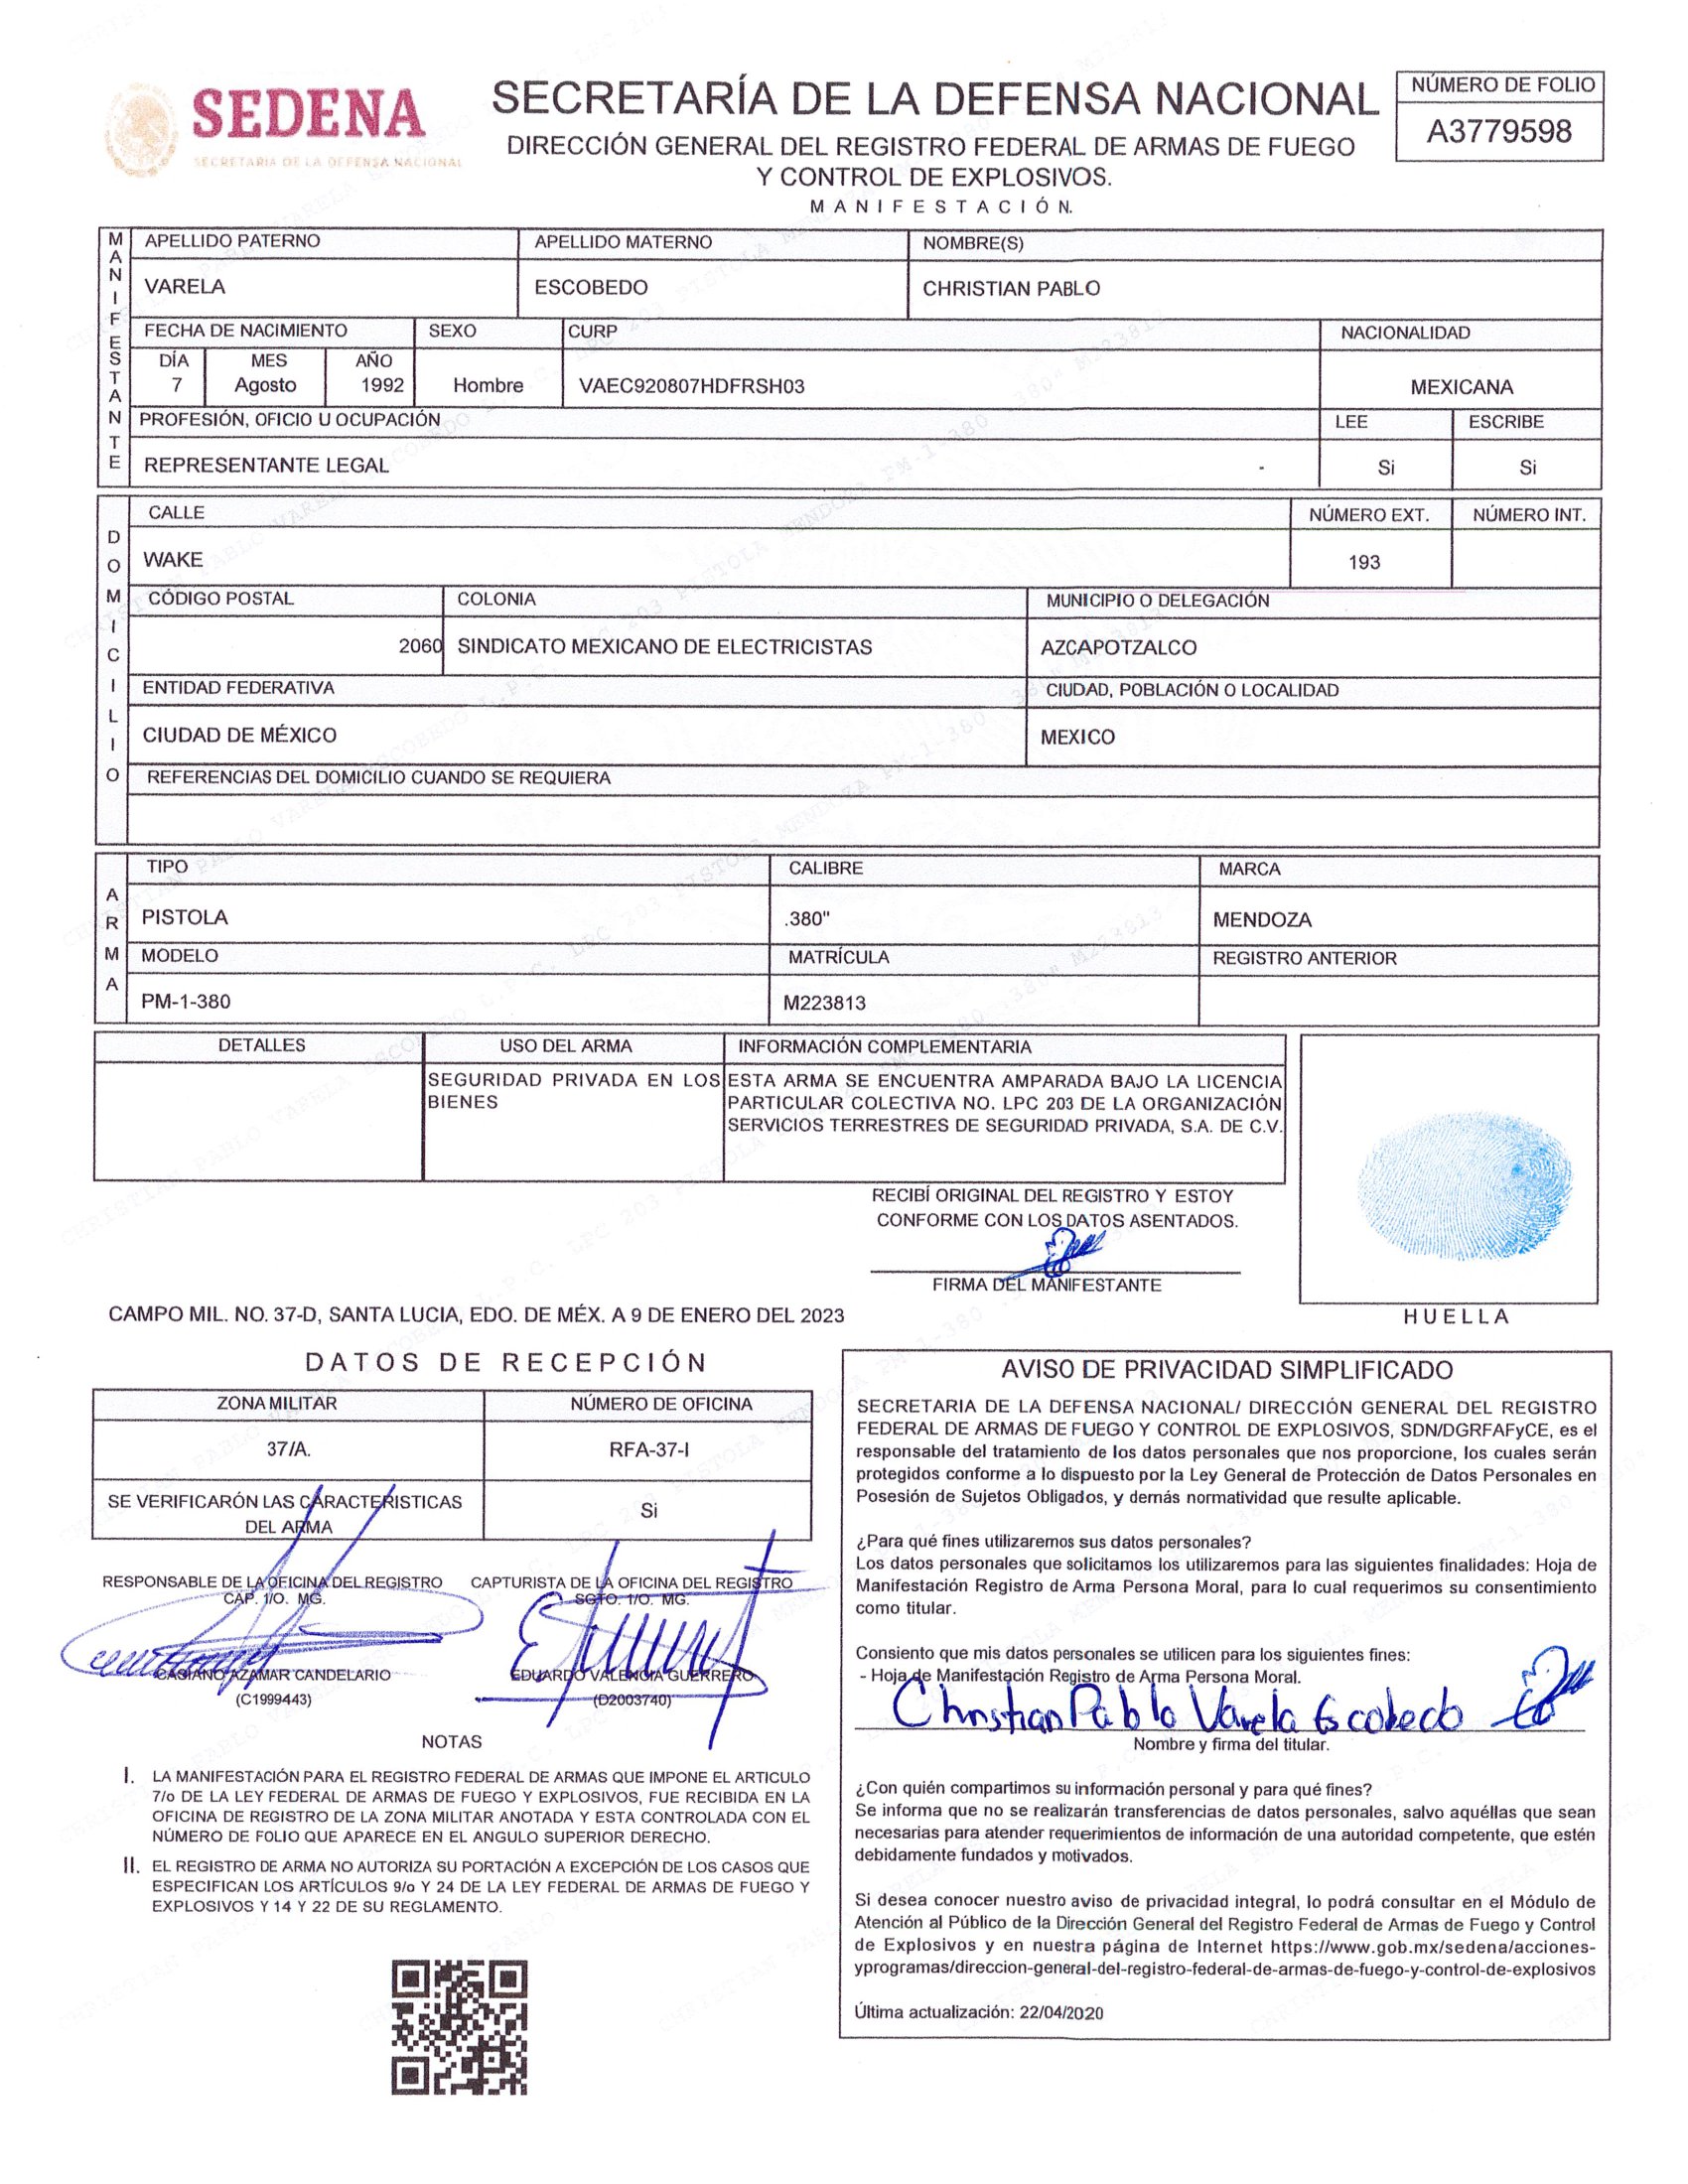 SEDENA
SECRETARÍA DE LA DEFENSA NACIONAL
SECRETARÍA DE LA DEFENSA NACIONAL
DIRECCIÓN GENERAL DEL REGISTRO FEDERAL DE ARMAS DE FUEGO
Y CONTROL DE EXPLOSIVOS.
MANIFESTACIÓN.
NÚMERO DE FOLIO
A3779598
MANIFESTANTE
APELLIDO PATERNO APELLIDO MATERNO NOMBRE(S)
VARELA ESCOBEDO CHRISTIAN PABLO
FECHA DE NACIMIENTO SEXO CURP NACIONALIDAD
DÍA MES AÑO
7 Agosto 1992 Hombre VAEC920807HDFRSH03 MEXICANA
PROFESIÓN, OFICIO U OCUPACIÓN LEE ESCRIBE
REPRESENTANTE LEGAL - Si Si
DOMICILIO
CALLE NÚMERO EXT. NÚMERO INT.
WAKE 193
CÓDIGO POSTAL COLONIA MUNICIPIO O DELEGACIÓN
2060 SINDICATO MEXICANO DE ELECTRICISTAS AZCAPOTZALCO
ENTIDAD FEDERATIVA CIUDAD, POBLACIÓN O LOCALIDAD
CIUDAD DE MÉXICO MEXICO
REFERENCIAS DEL DOMICILIO CUANDO SE REQUIERA
ARMA
TIPO CALIBRE MARCA
PISTOLA .380" MENDOZA
MODELO MATRÍCULA REGISTRO ANTERIOR
PM-1-380 M223813
DETALLES USO DEL ARMA INFORMACIÓN COMPLEMENTARIA
SEGURIDAD PRIVADA EN LOS BIENES
ESTA ARMA SE ENCUENTRA AMPARADA BAJO LA LICENCIA
PARTICULAR COLECTIVA NO. LPC 203 DE LA ORGANIZACIÓN
SERVICIOS TERRESTRES DE SEGURIDAD PRIVADA, S.A. DE C.V.
RECIBÍ ORIGINAL DEL REGISTRO Y ESTOY
CONFORME CON LOS DATOS ASENTADOS.
FIRMA DEL MANIFESTANTE
HUELLA
CAMPO MIL. NO. 37-D, SANTA LUCIA, EDO. DE MÉX. A 9 DE ENERO DEL 2023
DATOS DE RECEPCIÓN
ZONA MILITAR NÚMERO DE OFICINA
37/A. RFA-37-I
SE VERIFICARÓN LAS CARACTERISTICAS
DEL ARMA
Si
RESPONSABLE DE LA OFICINA DEL REGISTRO
CAP. 1/O. MG.
CASIANO AZAMAR CANDELARIO
(C1999443)
CAPTURISTA DE LA OFICINA DEL REGISTRO
SGTO. 1/O. MG.
EDUARDO VALENCIA GUERRERO
(D2003740)
NOTAS
I. LA MANIFESTACIÓN PARA EL REGISTRO FEDERAL DE ARMAS QUE IMPONE EL ARTICULO
7/o DE LA LEY FEDERAL DE ARMAS DE FUEGO Y EXPLOSIVOS, FUE RECIBIDA EN LA
OFICINA DE REGISTRO DE LA ZONA MILITAR ANOTADA Y ESTA CONTROLADA CON EL
NÚMERO DE FOLIO QUE APARECE EN EL ANGULO SUPERIOR DERECHO.
II. EL REGISTRO DE ARMA NO AUTORIZA SU PORTACIÓN A EXCEPCIÓN DE LOS CASOS QUE
ESPECIFICAN LOS ARTÍCULOS 9/o Y 24 DE LA LEY FEDERAL DE ARMAS DE FUEGO Y
EXPLOSIVOS Y 14 Y 22 DE SU REGLAMENTO.
AVISO DE PRIVACIDAD SIMPLIFICADO
SECRETARIA DE LA DEFENSA NACIONAL/ DIRECCIÓN GENERAL DEL REGISTRO
FEDERAL DE ARMAS DE FUEGO Y CONTROL DE EXPLOSIVOS, SDN/DGRFAFyCE, es el
responsable del tratamiento de los datos personales que nos proporcione, los cuales serán
protegidos conforme a lo dispuesto por la Ley General de Protección de Datos Personales en
Posesión de Sujetos Obligados, y demás normatividad que resulte aplicable.
¿Para qué fines utilizaremos sus datos personales?
Los datos personales que solicitamos los utilizaremos para las siguientes finalidades: Hoja de
Manifestación Registro de Arma Persona Moral, para lo cual requerimos su consentimiento
como titular.
Consiento que mis datos personales se utilicen para los siguientes fines:
- Hoja de Manifestación Registro de Arma Persona Moral.
Christian Pablo Varela Escobedo
Nombre y firma del titular.
¿Con quién compartimos su información personal y para qué fines?
Se informa que no se realizarán transferencias de datos personales, salvo aquéllas que sean
necesarias para atender requerimientos de información de una autoridad competente, que estén
debidamente fundados y motivados.
Si desea conocer nuestro aviso de privacidad integral, lo podrá consultar en el Módulo de
Atención al Público de la Dirección General del Registro Federal de Armas de Fuego y Control
de Explosivos y en nuestra página de Internet https://www.gob.mx/sedena/acciones-
yprogramas/direccion-general-del-registro-federal-de-armas-de-fuego-y-control-de-explosivos
Última actualización: 22/04/2020